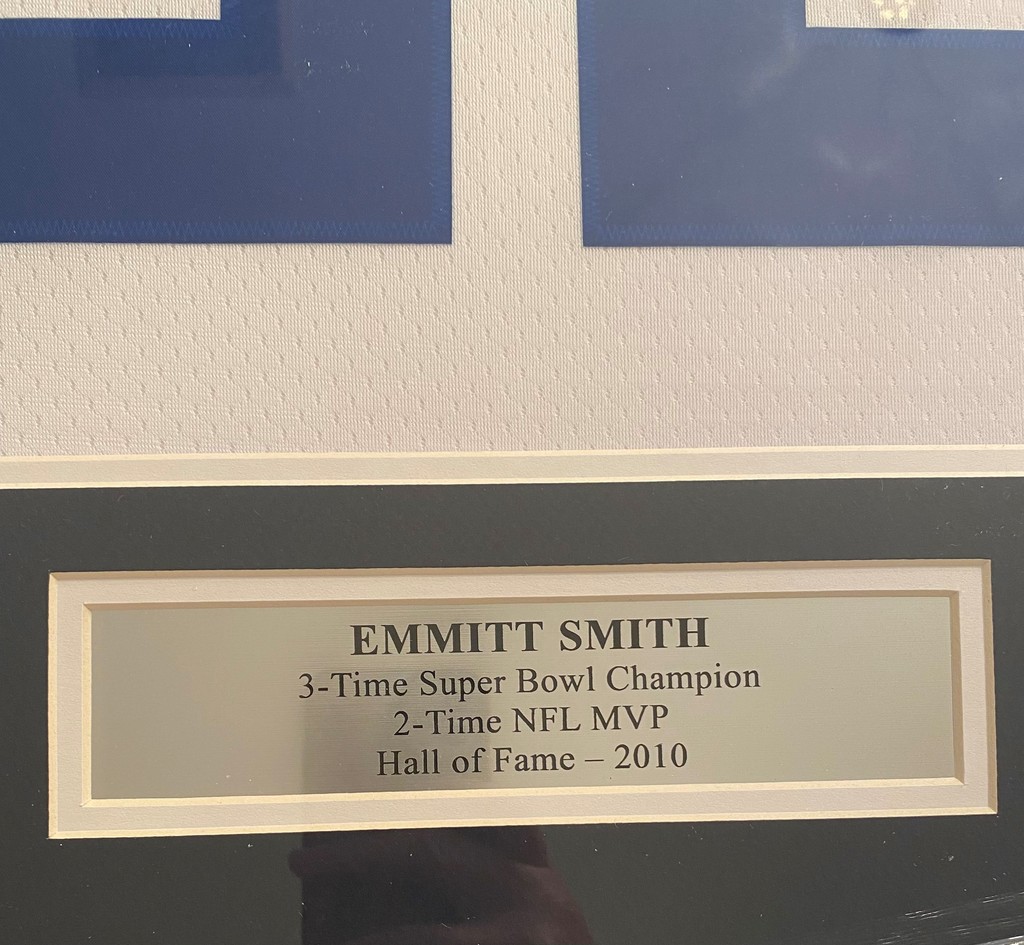 EMMITT SMITH
3-Time Super Bowl Champion
2-Time NFL MVP
Hall of Fame – 2010